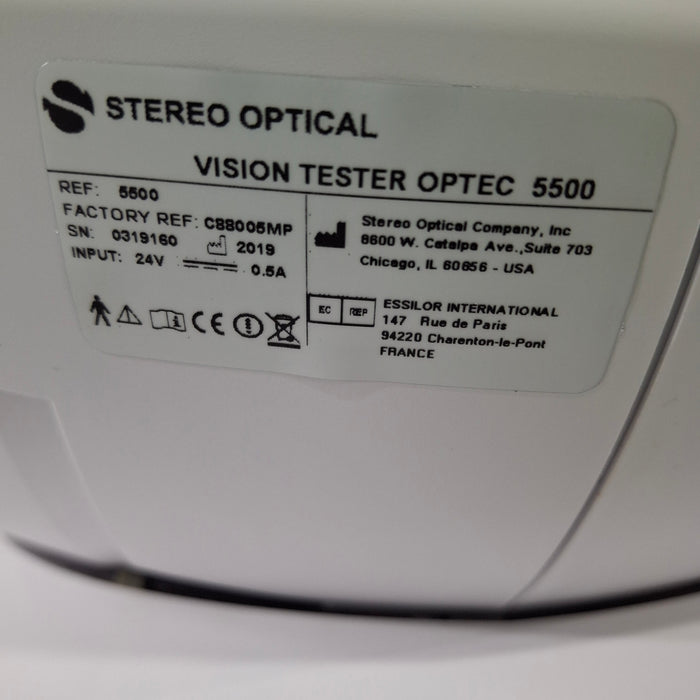 STEREO OPTICAL
VISION TESTER OPTEC 5500
REF: 5500
FACTORY REF: C88005MP
SN: 0319160 2019
INPUT: 24V 0.5A
CE
Stereo Optical Company, Inc
8600 W. Catalpa Ave.,Suite 703
Chicago, IL 60656 - USA
EC REP
ESSILOR INTERNATIONAL
147 Rue de Paris
94220 Charenton-le-Pont
FRANCE